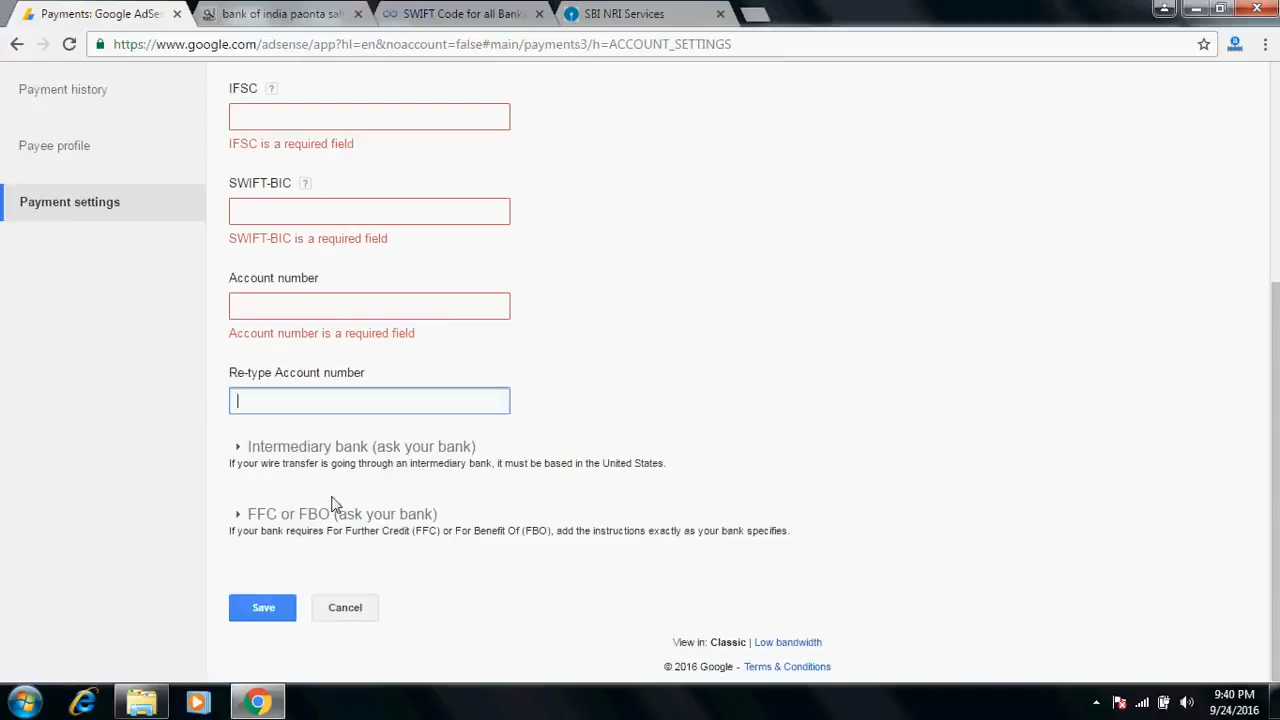 Payments: Google AdSe
bank of india paonta sa
SWIFT Code for all Banks
SBI NRI Services
https://www.google.com/adsense/app?hl=en&noaccount=false#main/payments3/h=ACCOUNT_SETTINGS
Payment history
Payee profile
Payment settings
IFSC ?
IFSC is a required field
SWIFT-BIC ?
SWIFT-BIC is a required field
Account number
Account number is a required field
Re-type Account number
Intermediary bank (ask your bank)
If your wire transfer is going through an intermediary bank, it must be based in the United States.
FFC or FBO (ask your bank)
If your bank requires For Further Credit (FFC) or For Benefit Of (FBO), add the instructions exactly as your bank specifies.
Save Cancel
View in: Classic | Low bandwidth
© 2016 Google - Terms & Conditions
9:40 PM
9/24/2016